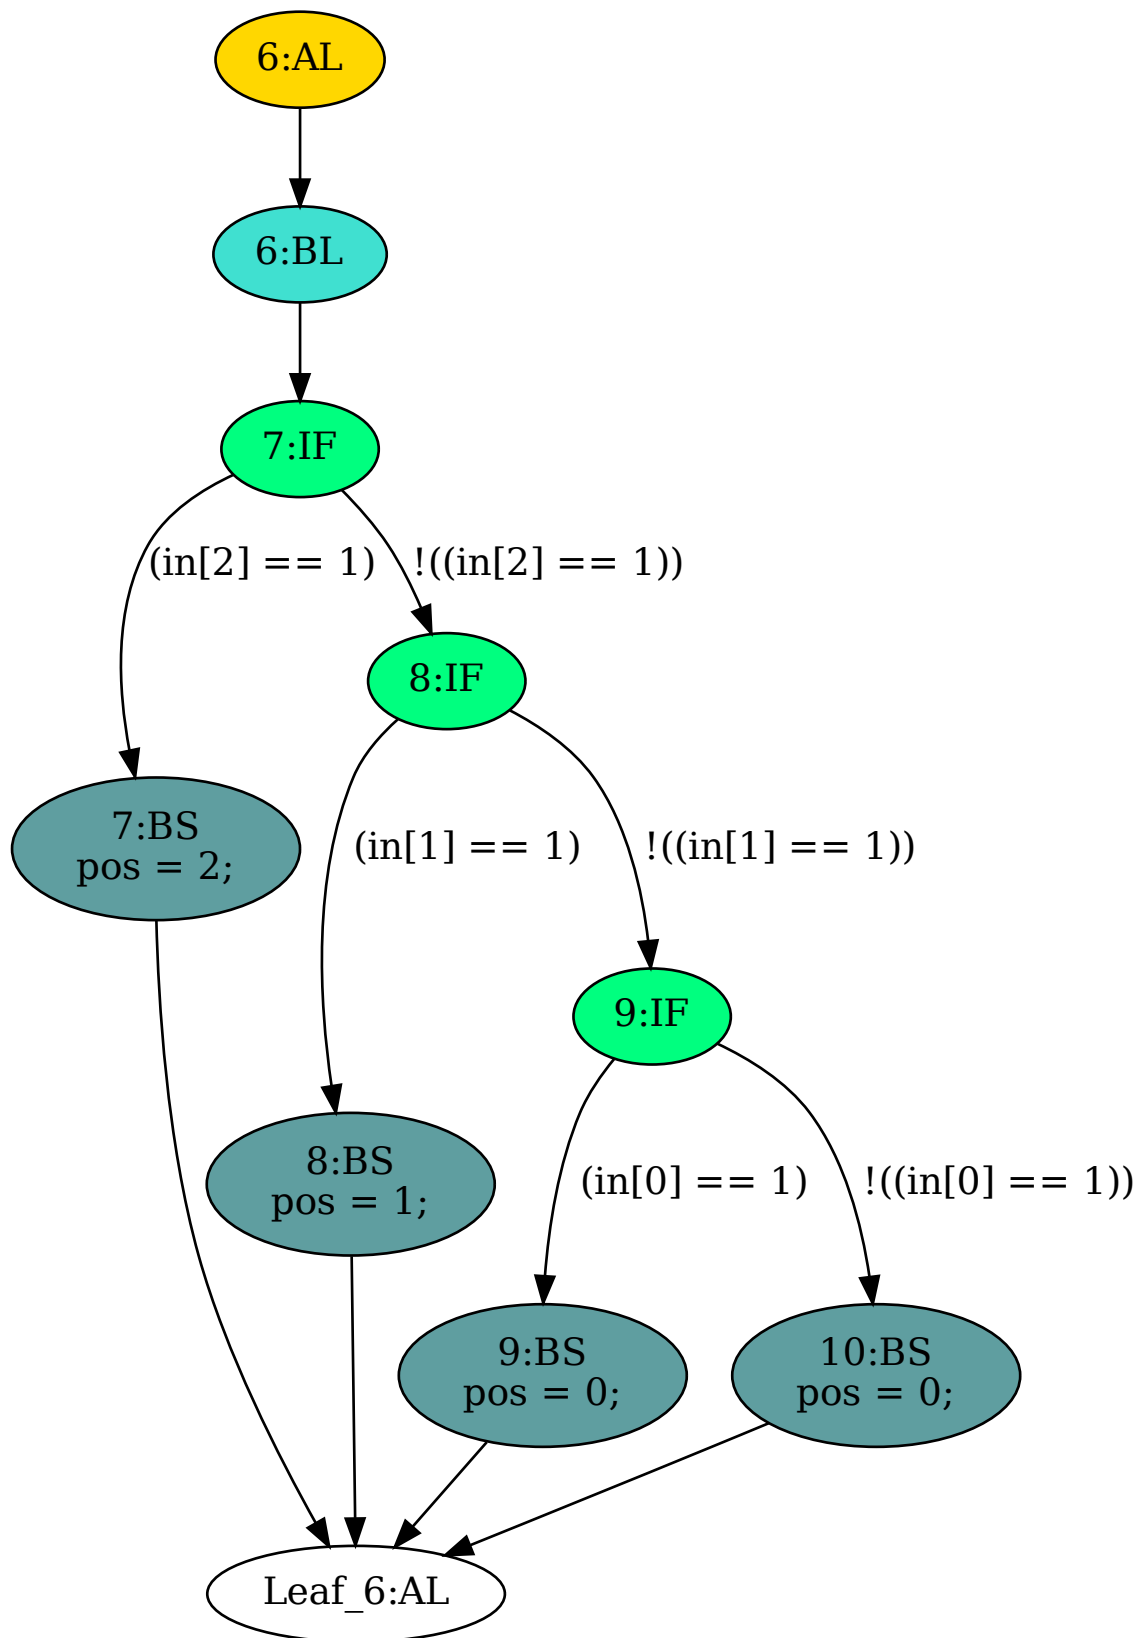 6:AL
6:BL
7:IF
(in[2] == 1)
!((in[2] == 1))
8:IF
7:BS
pos = 2;
(in[1] == 1)
!((in[1] == 1))
9:IF
8:BS
pos = 1;
(in[0] == 1)
!((in[0] == 1))
9:BS
pos = 0;
10:BS
pos = 0;
Leaf_6:AL